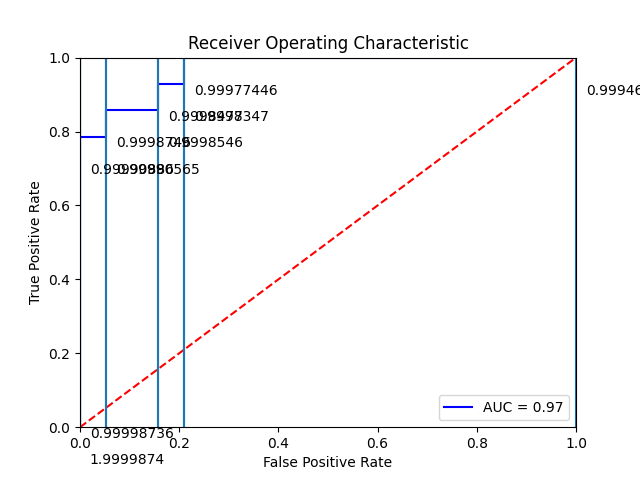 Receiver Operating Characteristic
1.0
0.99977446
0.99946
0.8
0.9998546
True Positive Rate
0.6
0.4
0.2
AUC = 0.97
0.0
0.99998736
0.0 0.2 0.4 0.6 0.8 1.0
1.9999874
False Positive Rate